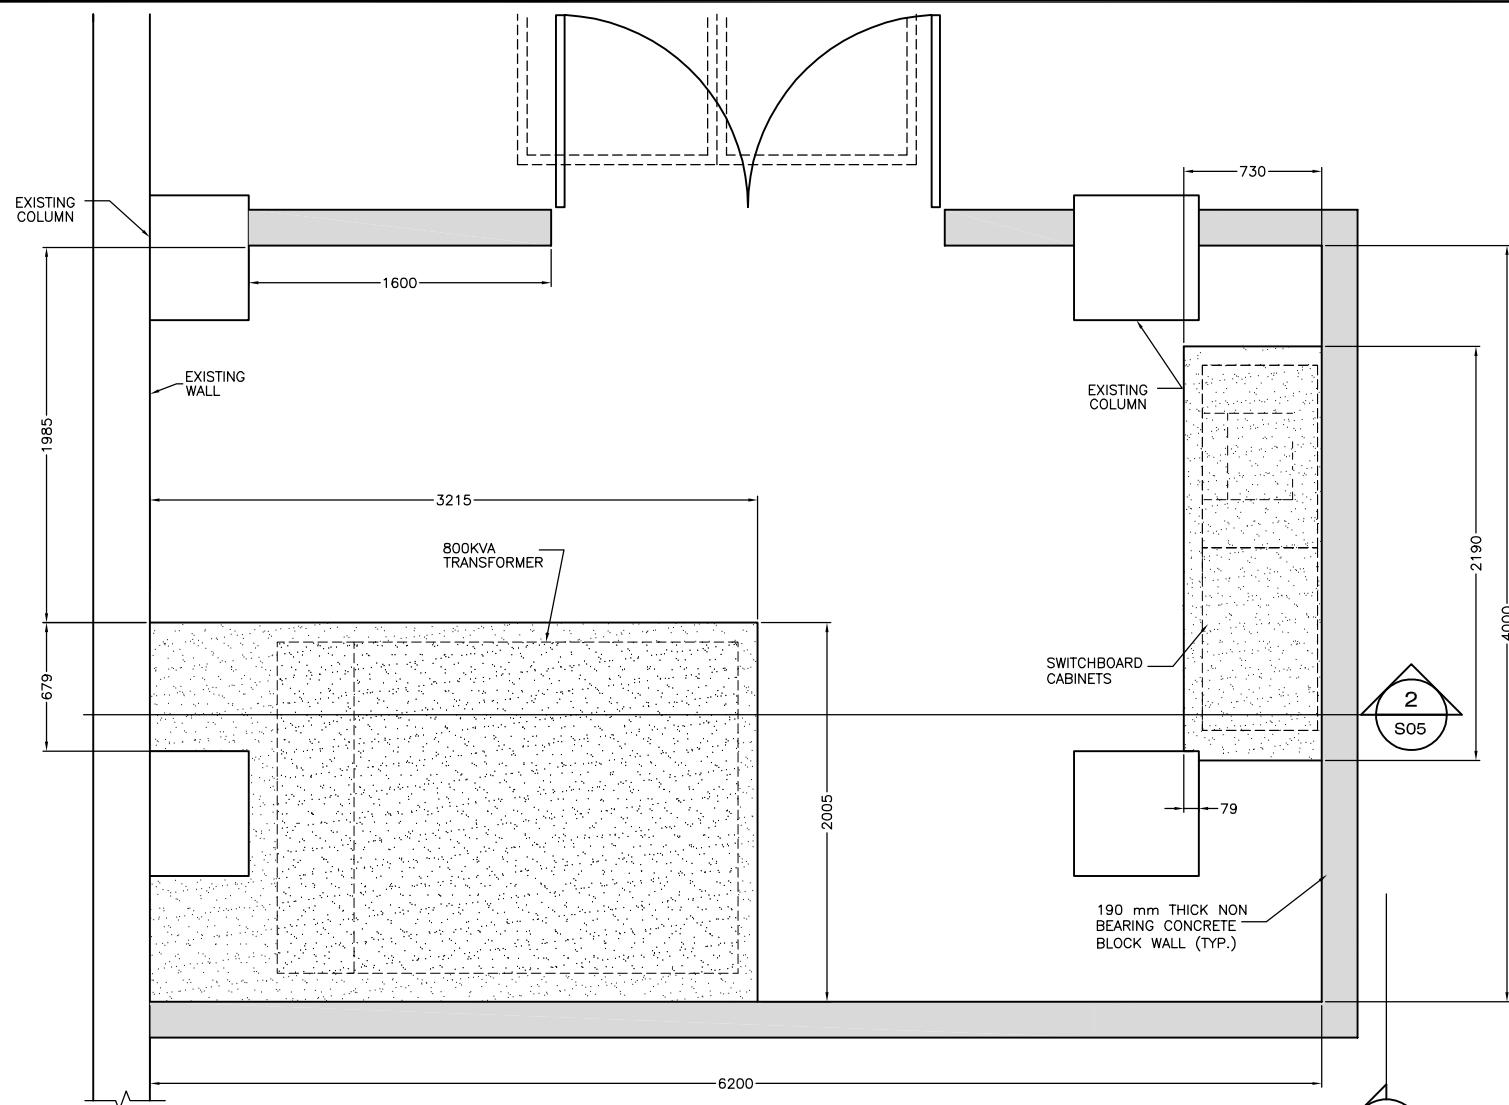 730
EXISTING
COLUMN
1600
EXISTING
WALL
EXISTING
COLUMN
1985
3215
800KVA
TRANSFORMER
2190
4000
SWITCHBOARD
CABINETS
679
2
S05
2005
79
190 mm THICK NON
BEARING CONCRETE
BLOCK WALL (TYP.)
6200